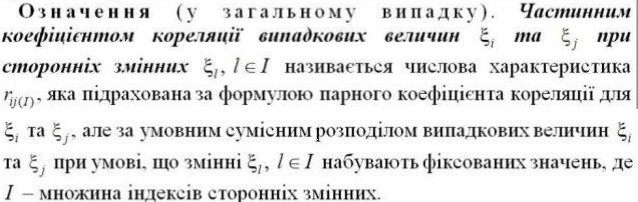 Означення (у загальному випадку). Частинним
коефіцієнтом кореляції випадкових величин ξi та ξj при
сторонніх змінних ξl, l ∈ I називається числова характеристика
rij(I), яка підрахована за формулою парного коефіцієнта кореляції для
ξi та ξj, але за умовним сумісним розподілом випадкових величин ξi
та ξj при умові, що змінні ξl, l ∈ I набувають фіксованих значень, де
I – множина індексів сторонніх змінних.